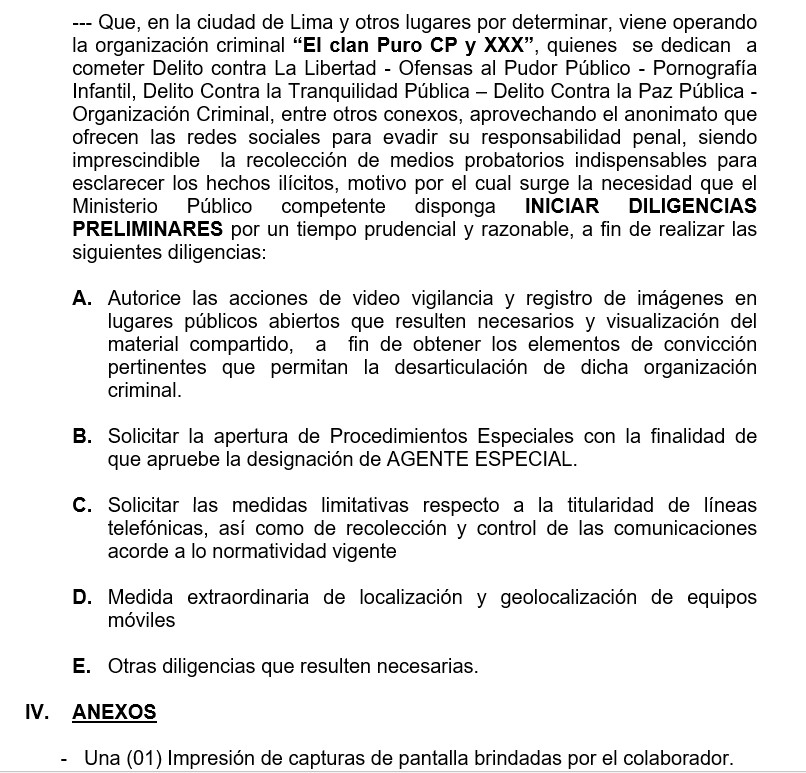 --- Que, en la ciudad de Lima y otros lugares por determinar, viene operando
la organización criminal “El clan Puro CP y XXX”, quienes se dedican a
cometer Delito contra La Libertad - Ofensas al Pudor Público - Pornografía
Infantil, Delito Contra la Tranquilidad Pública – Delito Contra la Paz Pública -
Organización Criminal, entre otros conexos, aprovechando el anonimato que
ofrecen las redes sociales para evadir su responsabilidad penal, siendo
imprescindible la recolección de medios probatorios indispensables para
esclarecer los hechos ilícitos, motivo por el cual surge la necesidad que el
Ministerio Público competente disponga INICIAR DILIGENCIAS
PRELIMINARES por un tiempo prudencial y razonable, a fin de realizar las
siguientes diligencias:
A. Autorice las acciones de video vigilancia y registro de imágenes en
lugares públicos abiertos que resulten necesarios y visualización del
material compartido, a fin de obtener los elementos de convicción
pertinentes que permitan la desarticulación de dicha organización
criminal.
B. Solicitar la apertura de Procedimientos Especiales con la finalidad de
que apruebe la designación de AGENTE ESPECIAL.
C. Solicitar las medidas limitativas respecto a la titularidad de líneas
telefónicas, así como de recolección y control de las comunicaciones
acorde a lo normatividad vigente
D. Medida extraordinaria de localización y geolocalización de equipos
móviles
E. Otras diligencias que resulten necesarias.
IV. ANEXOS
- Una (01) Impresión de capturas de pantalla brindadas por el colaborador.